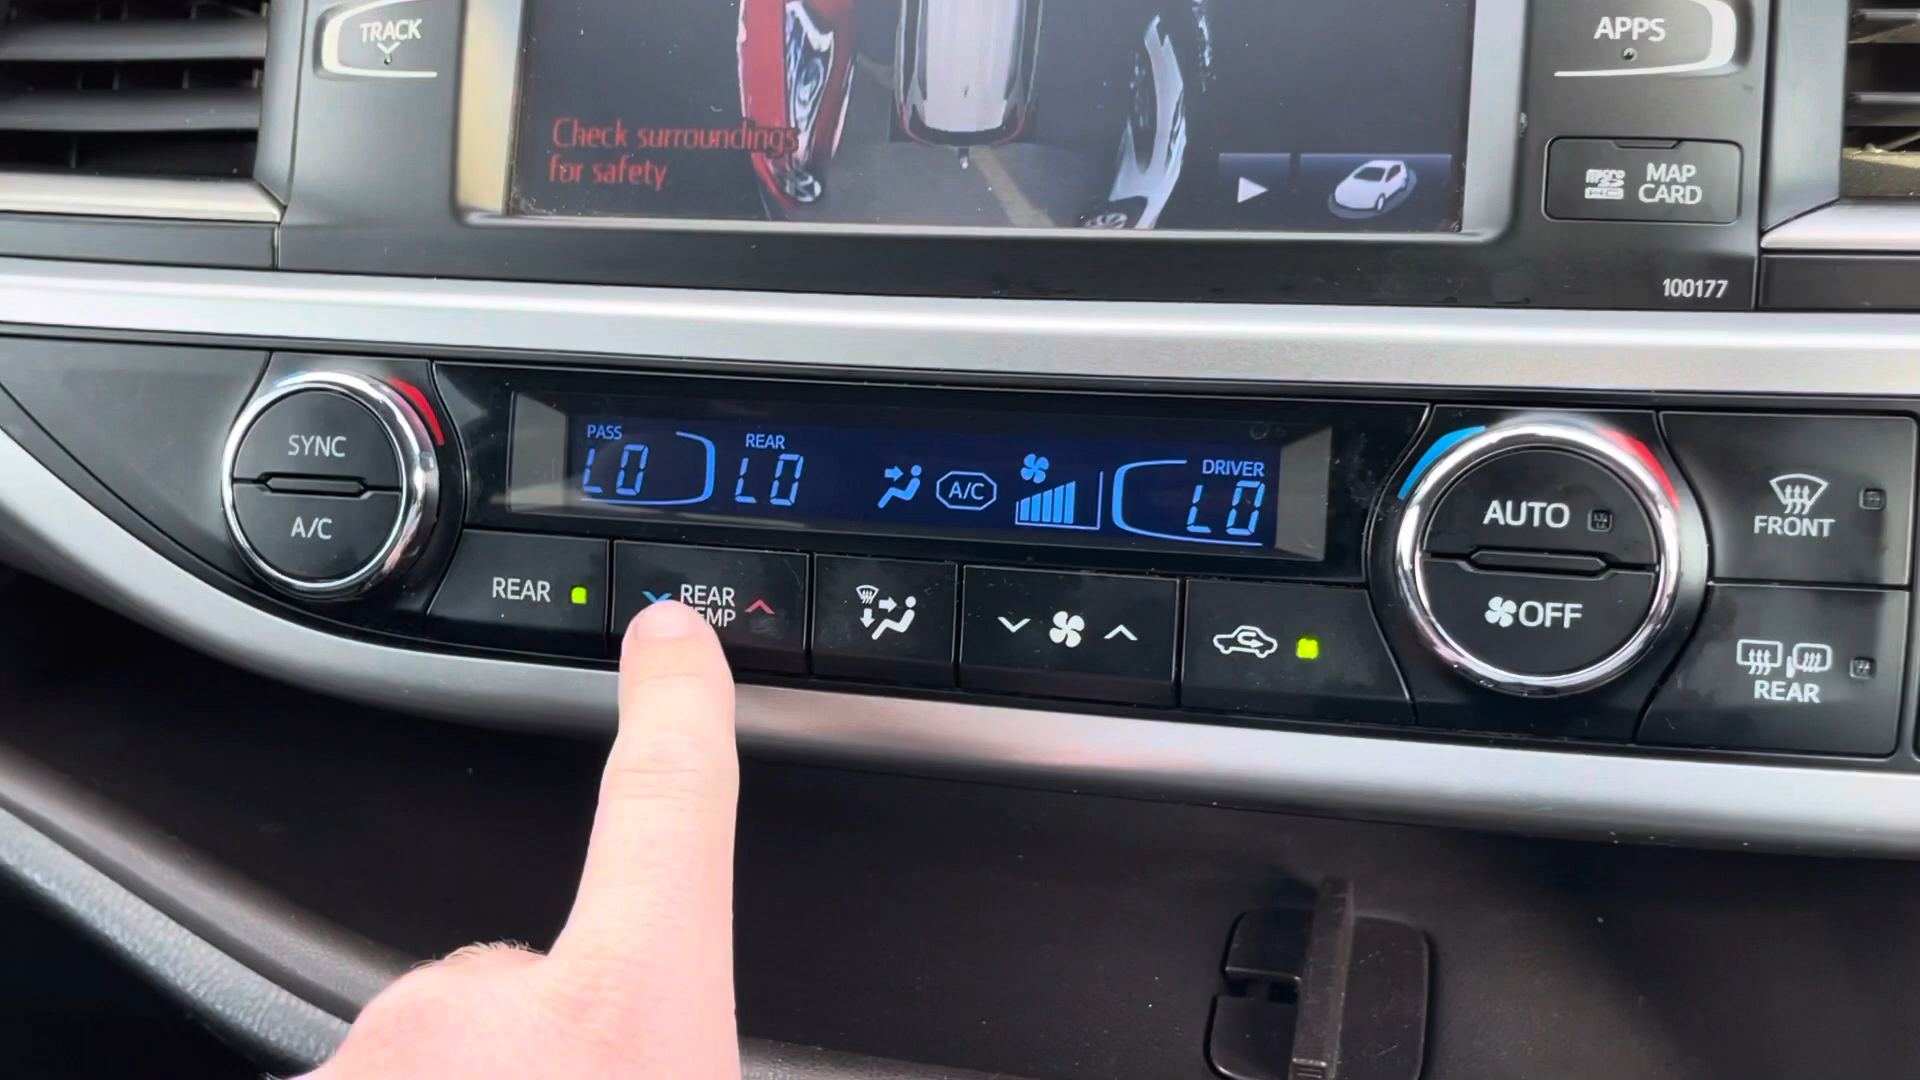 TRACK
APPS
Check surroundings
for safety
micro
MAP
CARD
100177
SYNC
A/C
PASS
LO
REAR
LO
A/C
DRIVER
LO
AUTO
OFF
FRONT
REAR
REAR
REAR